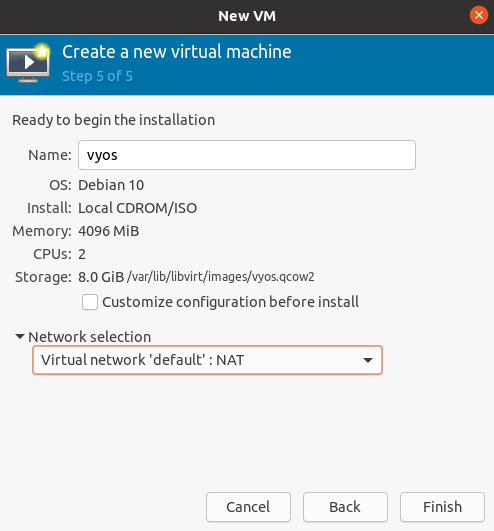 New VM
Create a new virtual machine
Step 5 of 5
Ready to begin the installation
Name: vyos
OS: Debian 10
Install: Local CDROM/ISO
Memory: 4096 MiB
CPUs: 2
Storage: 8.0 GiB /var/lib/libvirt/images/vyos.qcow2
Customize configuration before install
Network selection
Virtual network 'default' : NAT
Cancel Back Finish